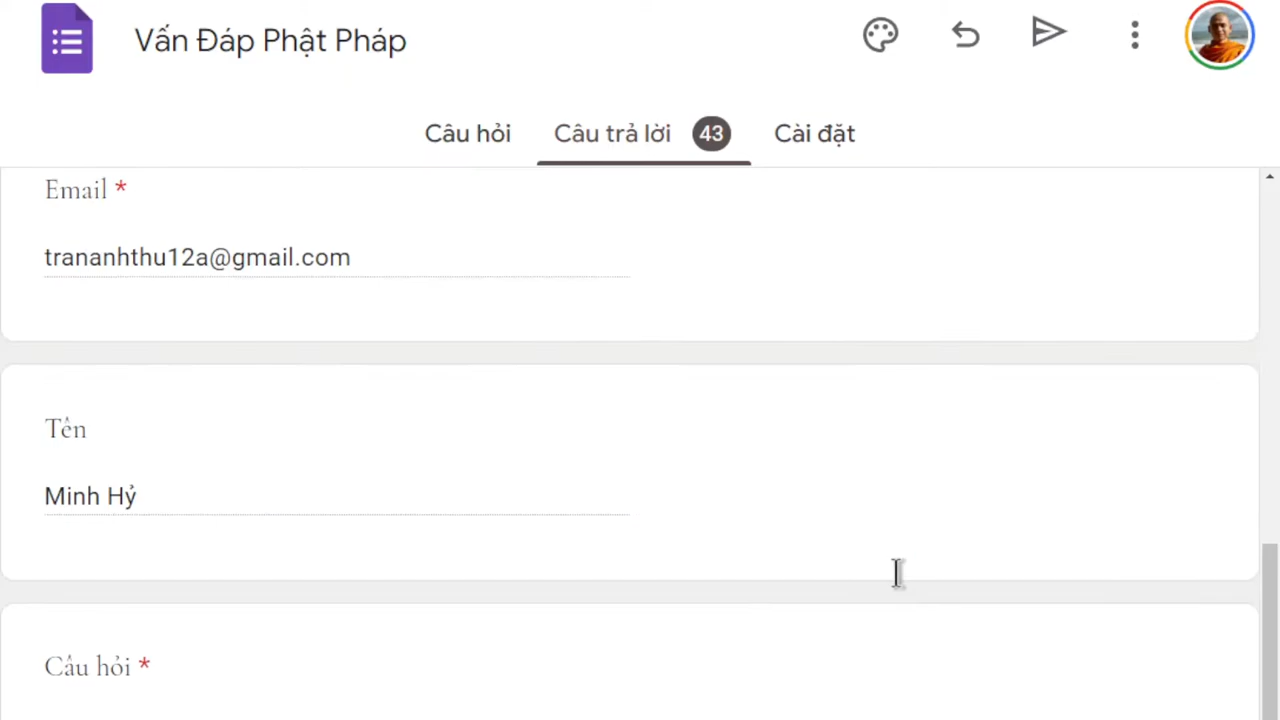 Vấn Đáp Phật Pháp
Câu hỏi Câu trả lời 43 Cài đặt
Email *
trananhthu12a@gmail.com
Tên
Minh Hỷ
Câu hỏi *